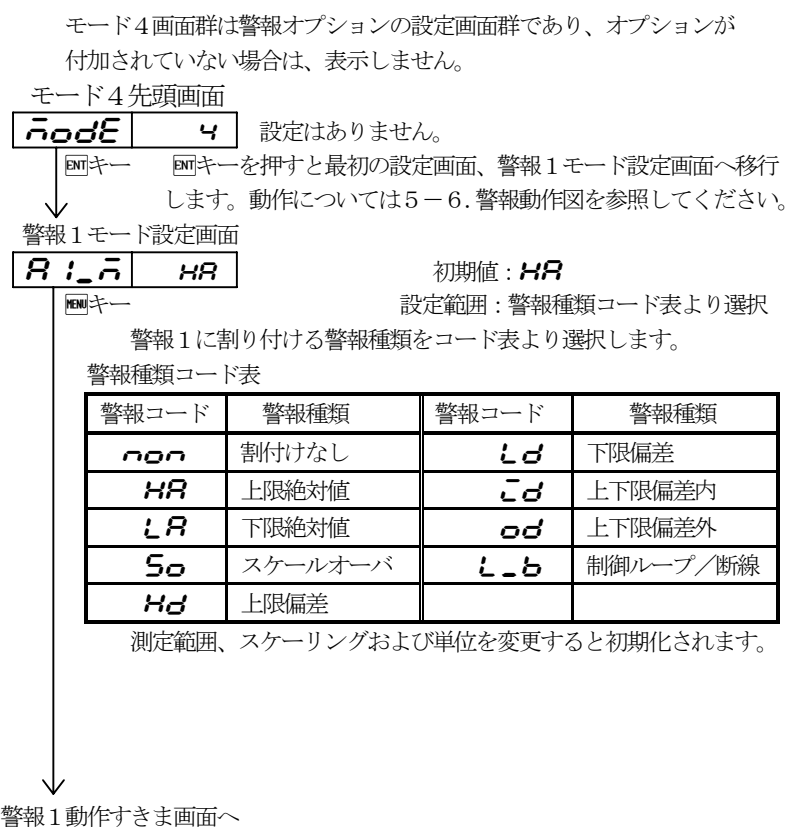 モード４画面群は警報オプションの設定画面群であり、オプションが
付加されていない場合は、表示しません。
モード４先頭画面
modE 4 設定はありません。
ENTキー ENTキーを押すと最初の設定画面、警報１モード設定画面へ移行
します。動作については５－６.警報動作図を参照してください。
警報１モード設定画面
A1_m HA 初期値：HA
MENUキー 設定範囲：警報種類コード表より選択
警報１に割り付ける警報種類をコード表より選択します。
警報種類コード表
警報コード 警報種類 警報コード 警報種類
non 割付けなし Ld 下限偏差
HA 上限絶対値 id 上下限偏差内
LA 下限絶対値 od 上下限偏差外
So スケールオーバ L_b 制御ループ／断線
Hd 上限偏差
測定範囲、スケーリングおよび単位を変更すると初期化されます。
警報１動作すきま画面へ